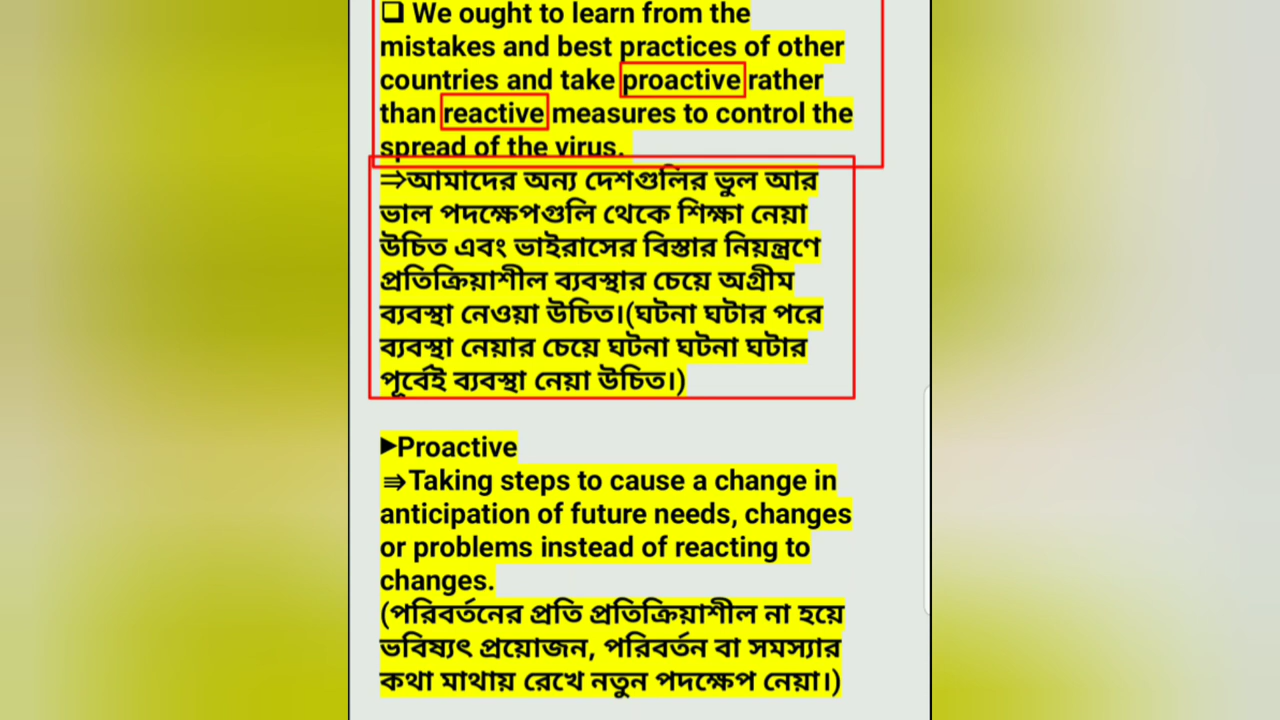 ❑ We ought to learn from the
mistakes and best practices of other
countries and take proactive rather
than reactive measures to control the
spread of the virus.
⇒আমাদের অন্য দেশগুলির ভুল আর
ভাল পদক্ষেপগুলি থেকে শিক্ষা নেয়া
উচিত এবং ভাইরাসের বিস্তার নিয়ন্ত্রণে
প্রতিক্রিয়াশীল ব্যবস্থার চেয়ে অগ্রীম
ব্যবস্থা নেওয়া উচিত।(ঘটনা ঘটার পরে
ব্যবস্থা নেয়ার চেয়ে ঘটনা ঘটনা ঘটার
পূর্বেই ব্যবস্থা নেয়া উচিত।)
▶Proactive
⇛Taking steps to cause a change in
anticipation of future needs, changes
or problems instead of reacting to
changes.
(পরিবর্তনের প্রতি প্রতিক্রিয়াশীল না হয়ে
ভবিষ্যৎ প্রয়োজন, পরিবর্তন বা সমস্যার
কথা মাথায় রেখে নতুন পদক্ষেপ নেয়া।)